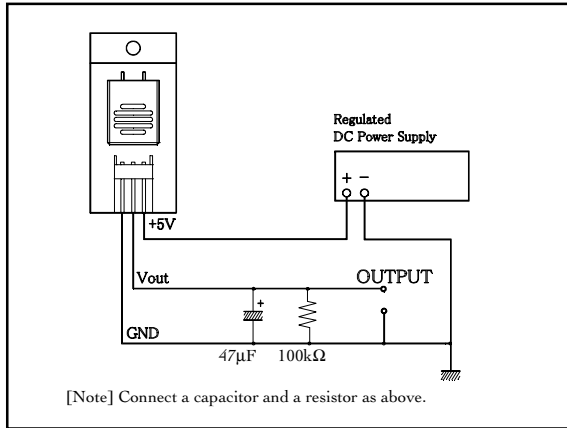 Regulated
DC Power Supply
+ −
+5V
Vout
OUTPUT
+
GND
47µF 100kΩ
[Note] Connect a capacitor and a resistor as above.